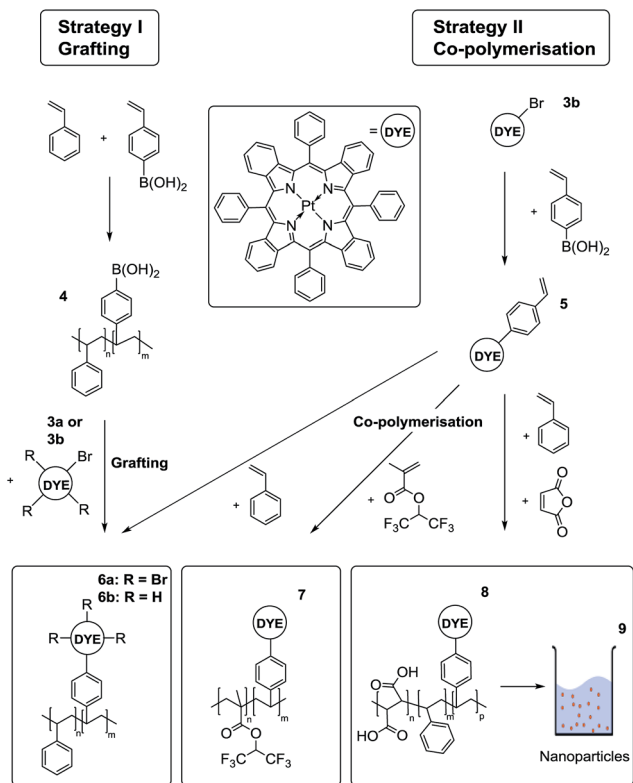 Strategy I
Grafting
Strategy II
Co-polymerisation
+
B(OH)2
N
N
N
N
Pt
= DYE
Br
3b
DYE
+
B(OH)2
4
B(OH)2
n
m
5
DYE
3a or
3b
+
R
Br
DYE
R
R
Grafting
Co-polymerisation
+
+
O
O
F3C
CF3
+
+
O
O
O
6a: R = Br
6b: R = H
R
R
DYE
R
n
m
7
DYE
n
m
O
O
F3C
CF3
8
DYE
O
OH
n
m
p
HO
O
9
Nanoparticles